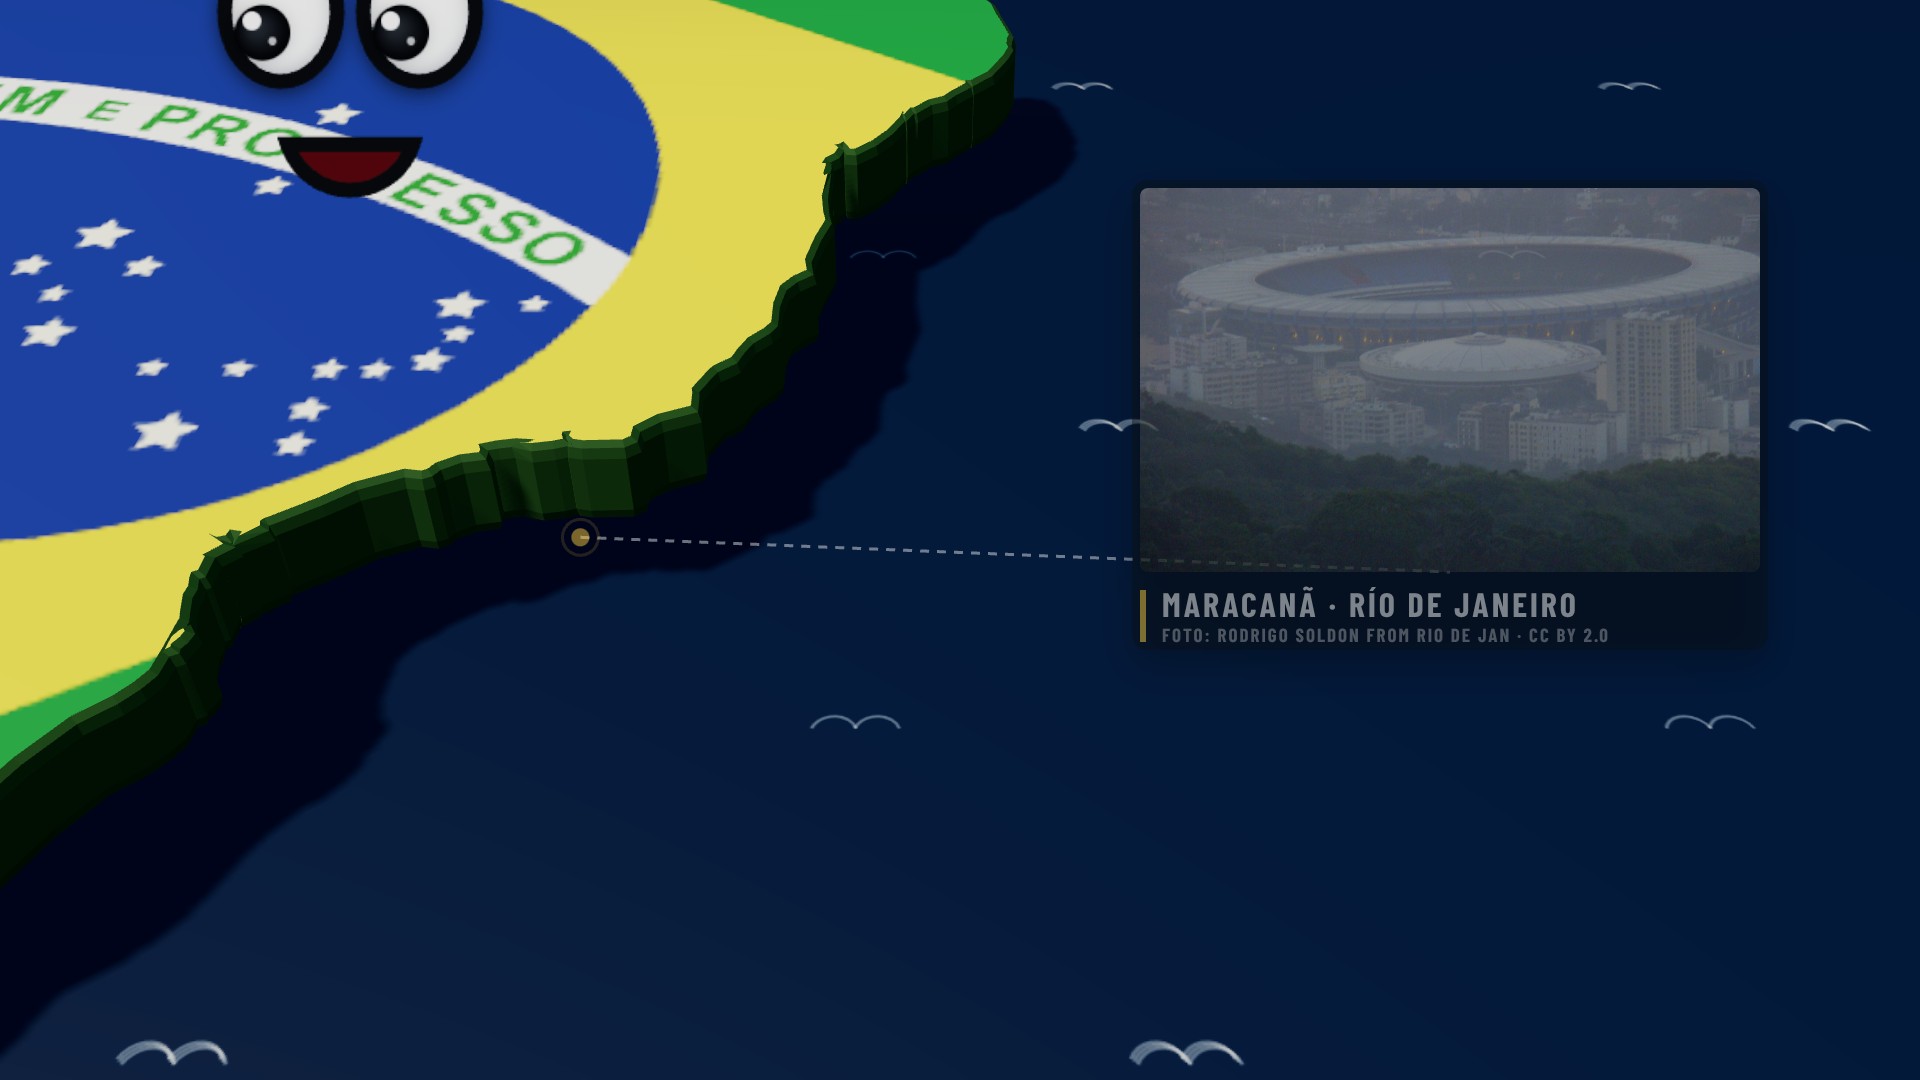 M E PRO ESSO
MARACANÃ · RÍO DE JANEIRO
FOTO: RODRIGO SOLDON FROM RIO DE JAN · CC BY 2.0